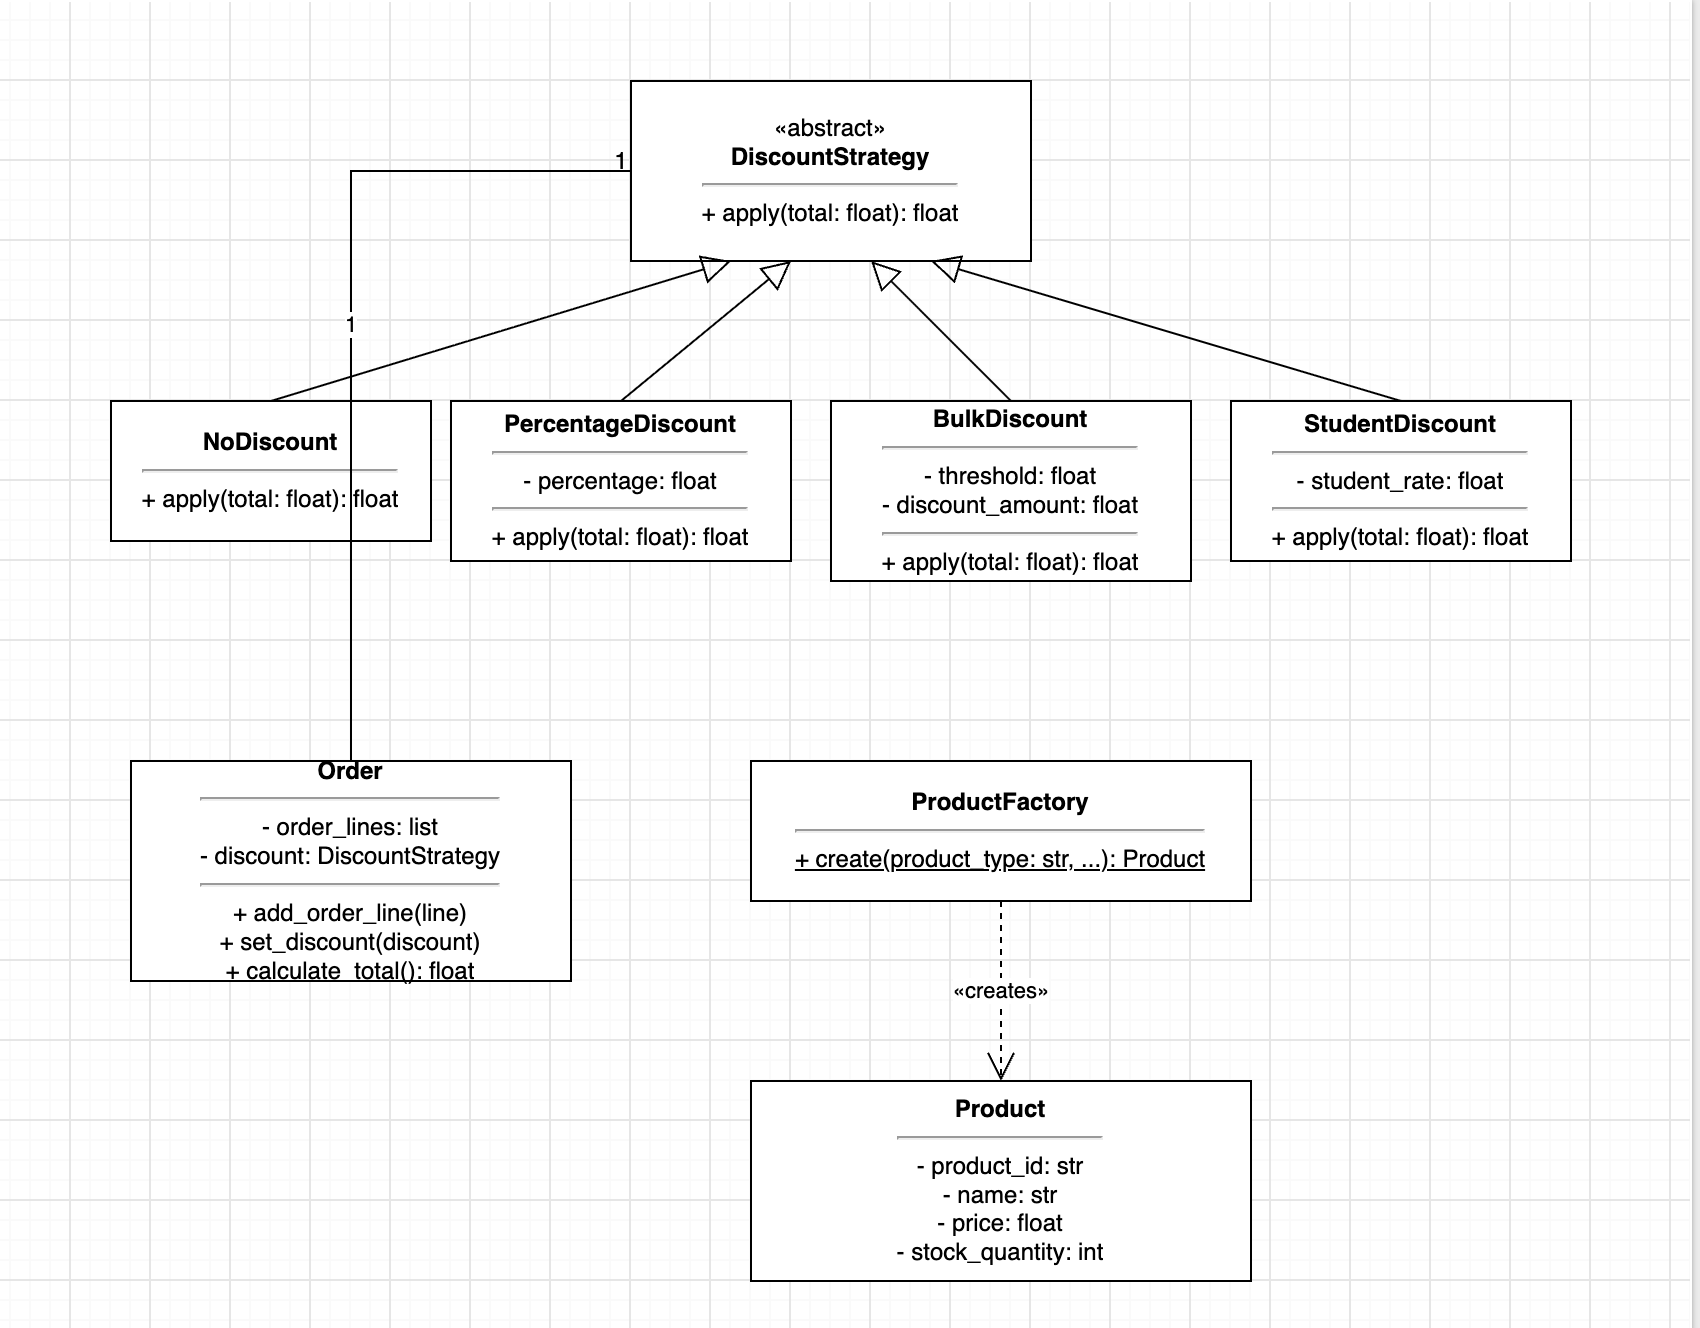 «abstract»
DiscountStrategy
+ apply(total: float): float
1
1
NoDiscount
+ apply(total: float): float
PercentageDiscount
- percentage: float
+ apply(total: float): float
BulkDiscount
- threshold: float
- discount_amount: float
+ apply(total: float): float
StudentDiscount
- student_rate: float
+ apply(total: float): float
Order
- order_lines: list
- discount: DiscountStrategy
+ add_order_line(line)
+ set_discount(discount)
+ calculate_total(): float
ProductFactory
+ create(product_type: str, ...): Product
«creates»
Product
- product_id: str
- name: str
- price: float
- stock_quantity: int